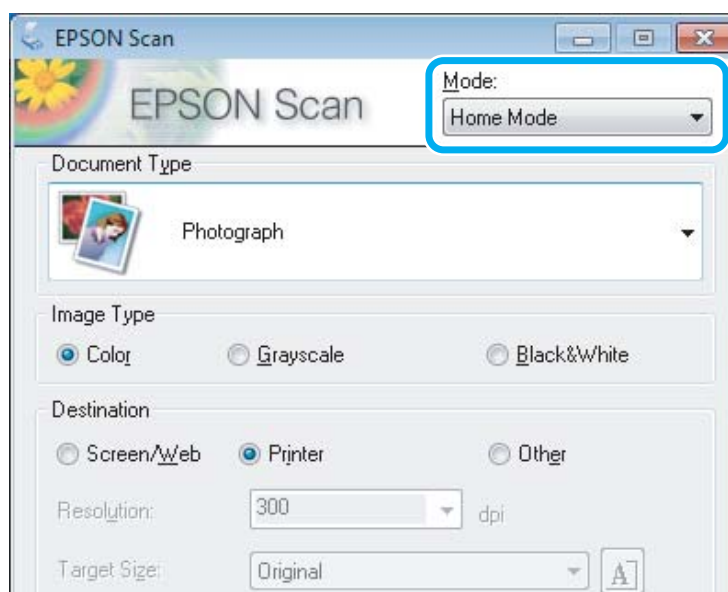 EPSON Scan
EPSON Scan
Mode:
Home Mode
Document Type
Photograph
Image Type
Color Grayscale Black&White
Destination
Screen/Web Printer Other
Resolution: 300 dpi
Target Size: Original A